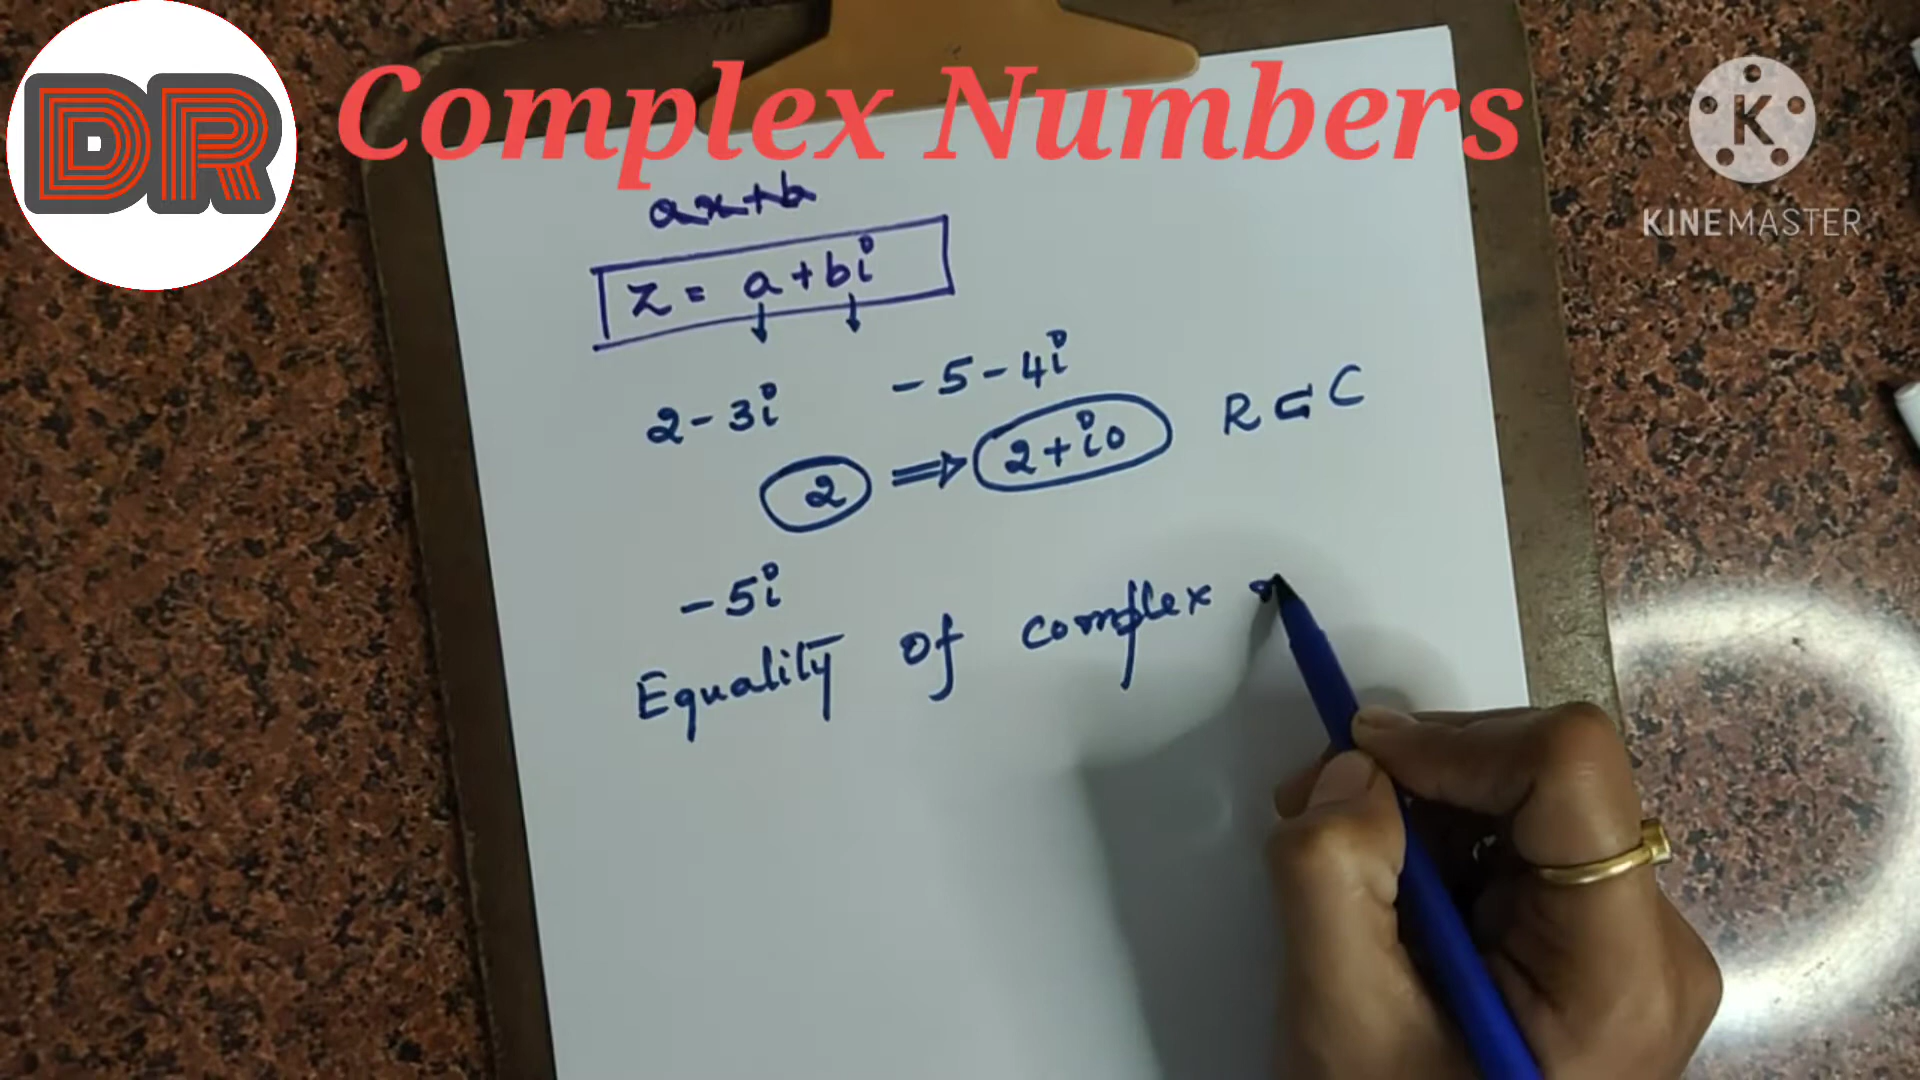 DR
Complex Numbers
K
KINEMASTER
ax+b
z = a + bi
2 - 3i
- 5 - 4i
2 ⇒ 2 + i0
R ⊂ C
- 5i
Equality of complex